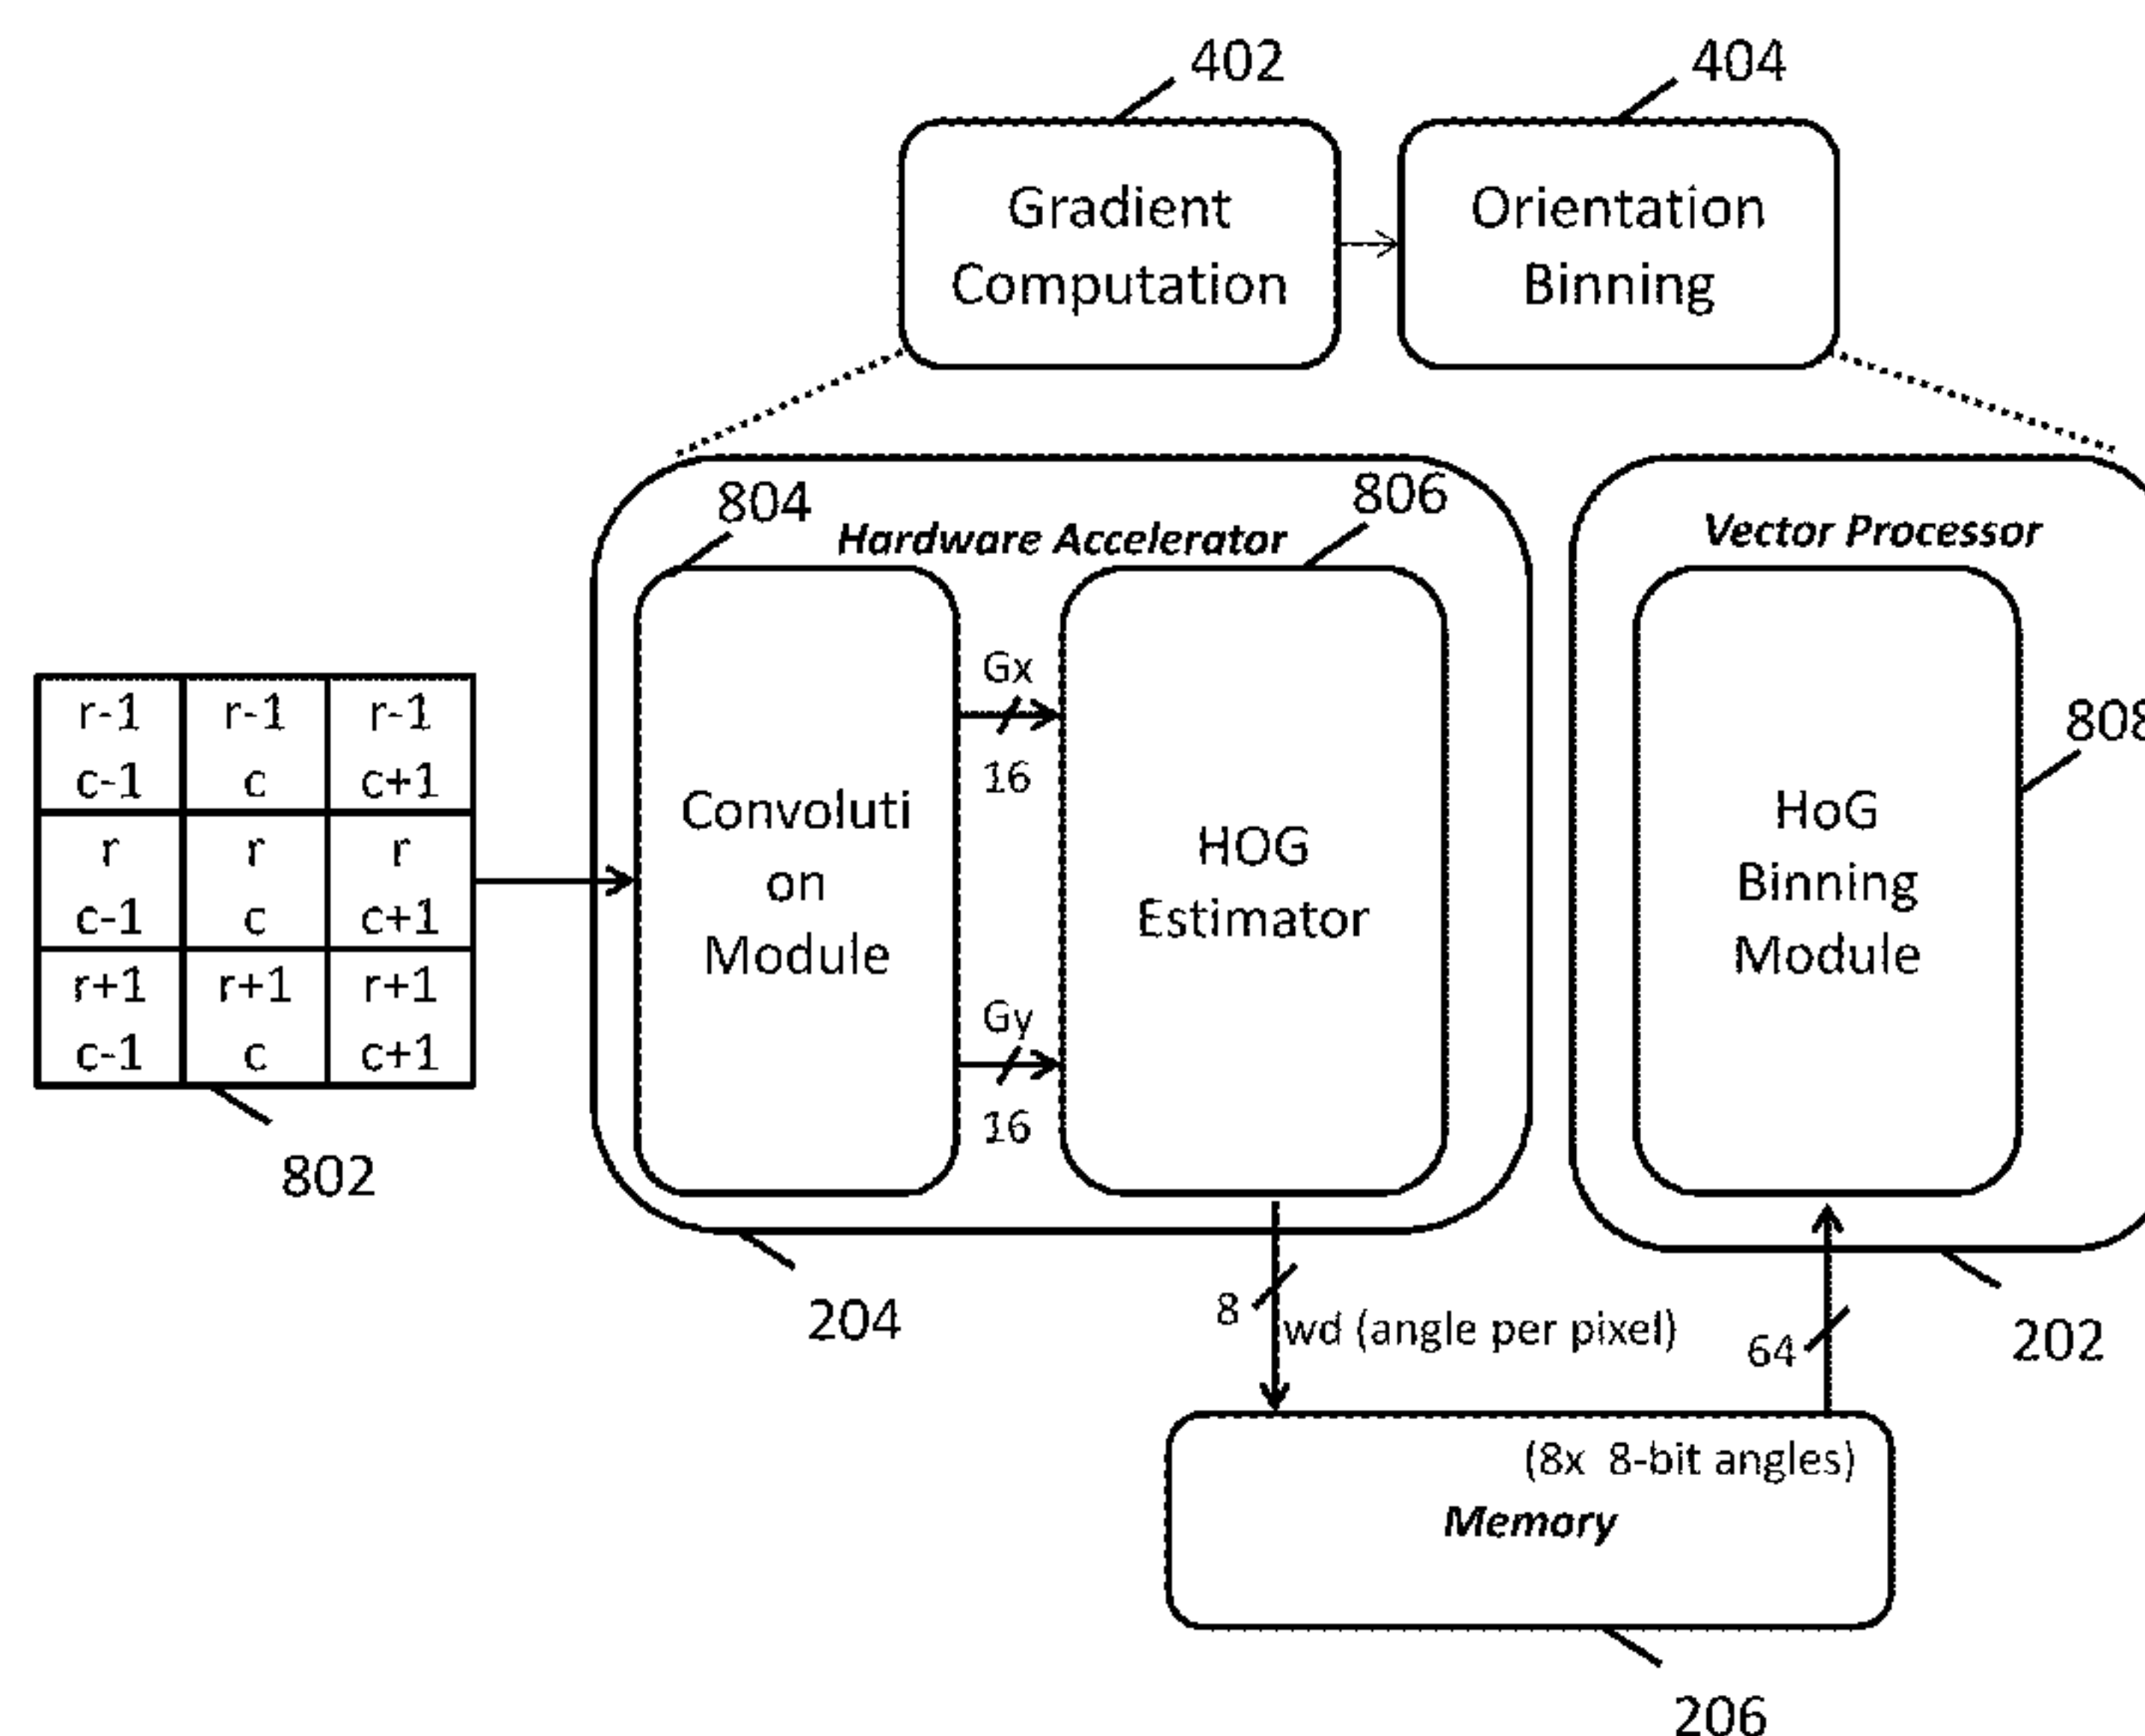 402
404
Gradient
Computation
Orientation
Binning
804
Hardware Accelerator
806
Vector Processor
r-1 r-1 r-1
c-1 c c+1
r r r
c-1 c c+1
r+1 r+1 r+1
c-1 c c+1
802
Convoluti
on
Module
Gx
16
Gy
16
HOG
Estimator
HoG
Binning
Module
808
204
8
wd (angle per pixel)
64
202
(8x 8-bit angles)
Memory
206